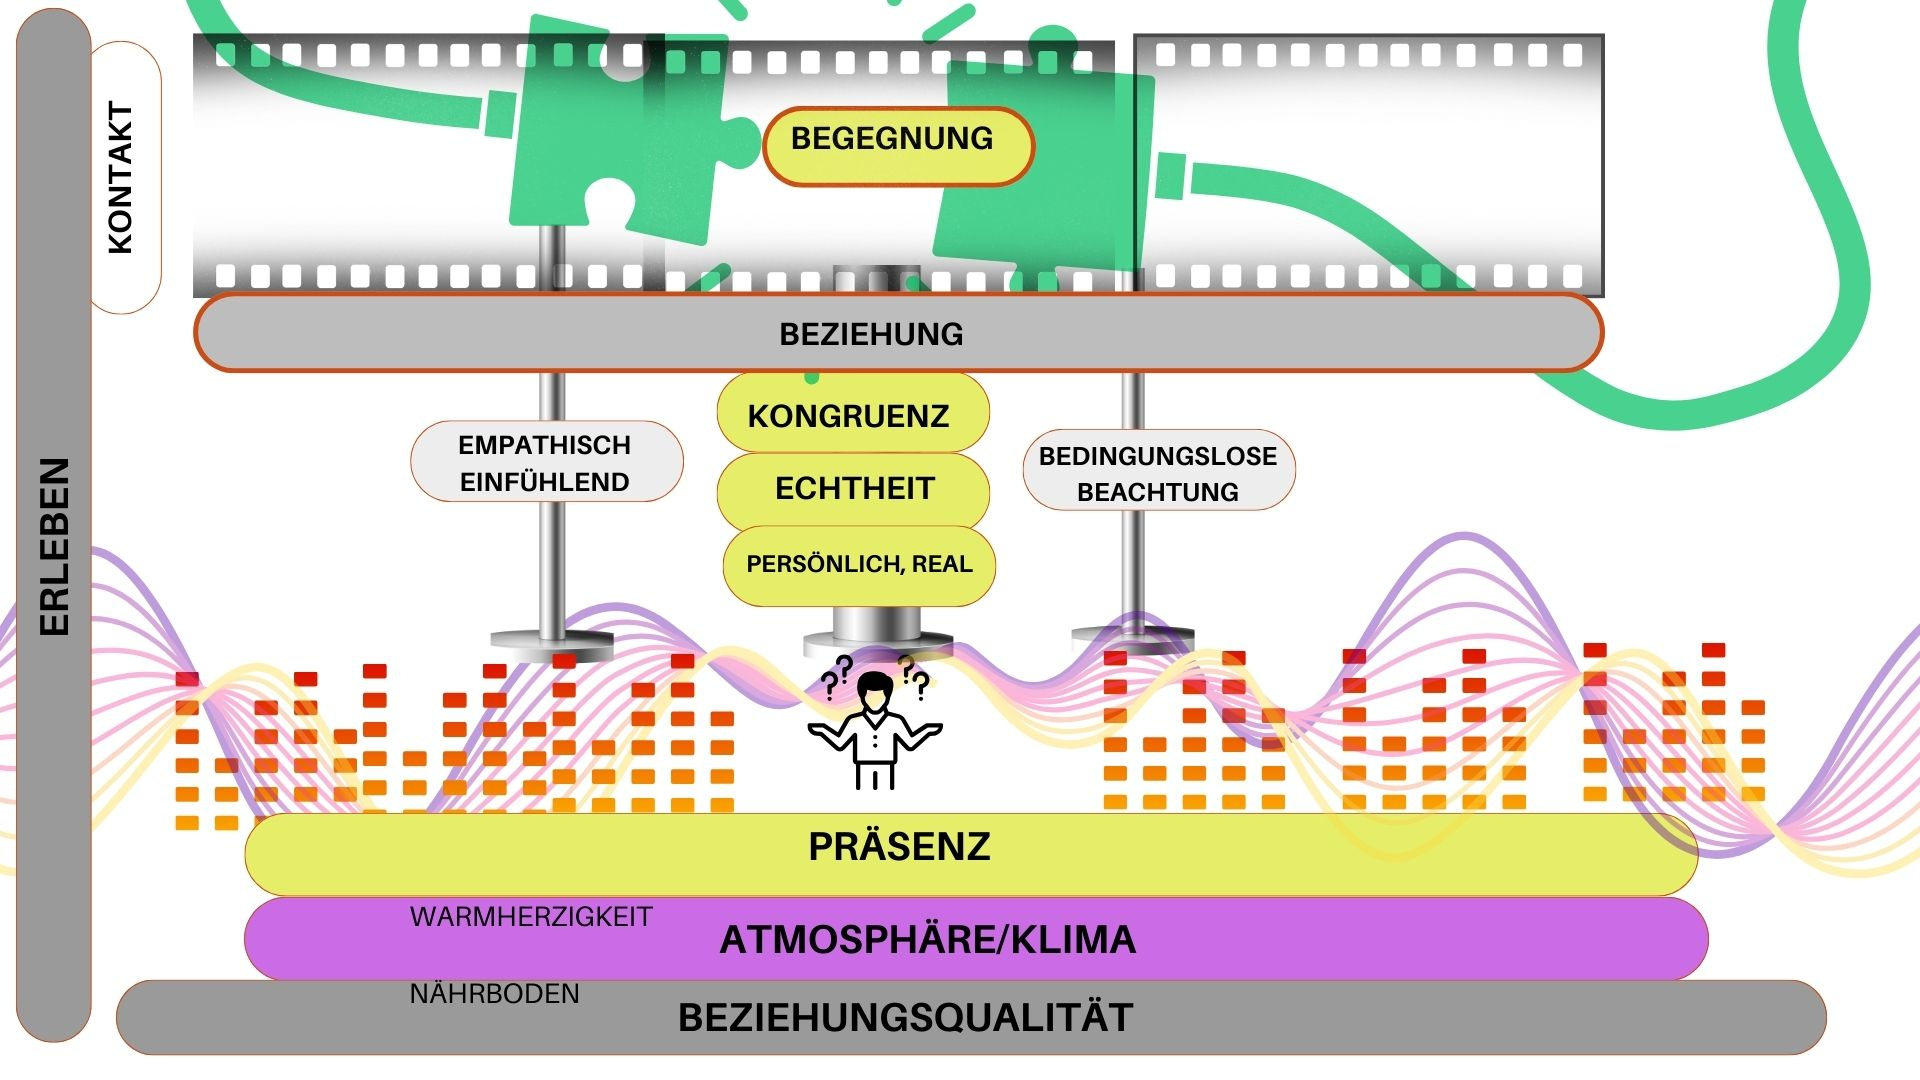 KONTAKT
BEGEGNUNG
BEZIEHUNG
ERLEBEN
KONGRUENZ
EMPATHISCH
EINFÜHLEND
ECHTHEIT
BEDINGUNGSLOSE
BEACHTUNG
PERSÖNLICH, REAL
? ? ? ?
PRÄSENZ
WARMHERZIGKEIT
ATMOSPHÄRE/KLIMA
NÄHRBODEN
BEZIEHUNGSQUALITÄT